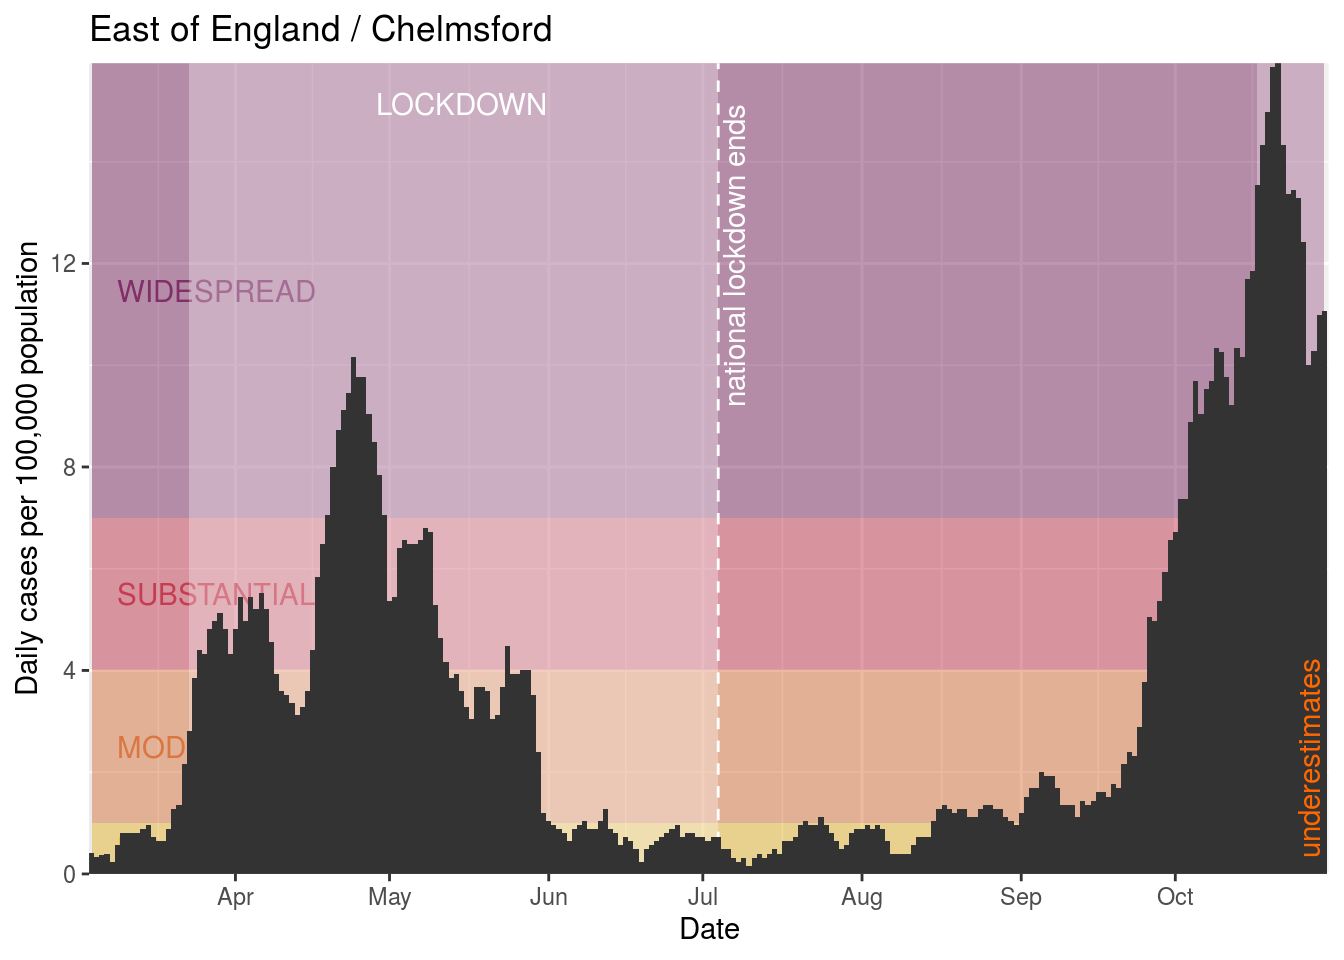 East of England / Chelmsford
LOCKDOWN
national lockdown ends
WIDESPREAD
SUBSTANTIAL
MOD
underestimates
Daily cases per 100,000 population
12
8
4
0
Apr May Jun Jul Aug Sep Oct
Date